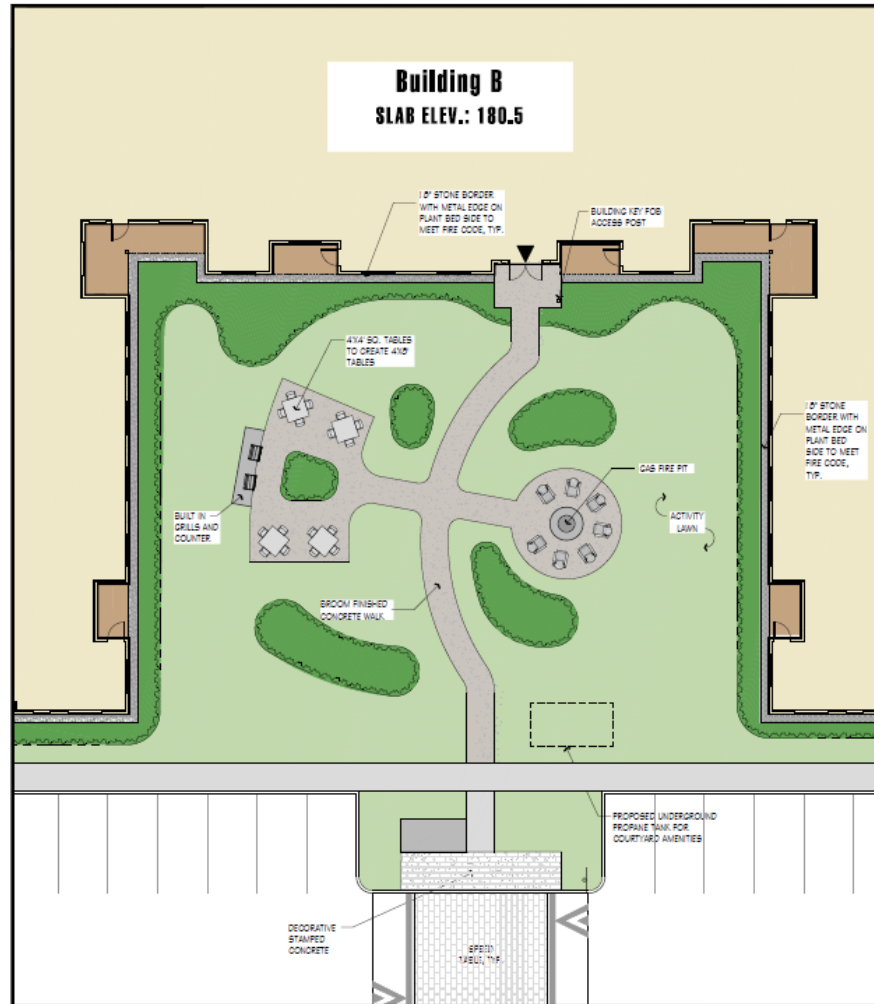 Building B
SLAB ELEV.: 180.5
18" STONE BORDER
WITH METAL EDGE ON
PLANT BED SIDE TO
MEET FIRE CODE, TYP.
BUILDING KEY FOB
ACCESS POST
4'X4' SQ. TABLES
TO CREATE 4'X8'
TABLES
18" STONE
BORDER WITH
METAL EDGE ON
PLANT BED
SIDE TO MEET
FIRE CODE,
TYP.
GAS FIRE PIT
BUILT IN
GRILLS AND
COUNTER
ACTIVITY
LAWN
BROOM FINISHED
CONCRETE WALK
PROPOSED UNDERGROUND
PROPANE TANK FOR
COURTYARD AMENITIES
DECORATIVE
STAMPED
CONCRETE
SPEED
TABLE, TYP.